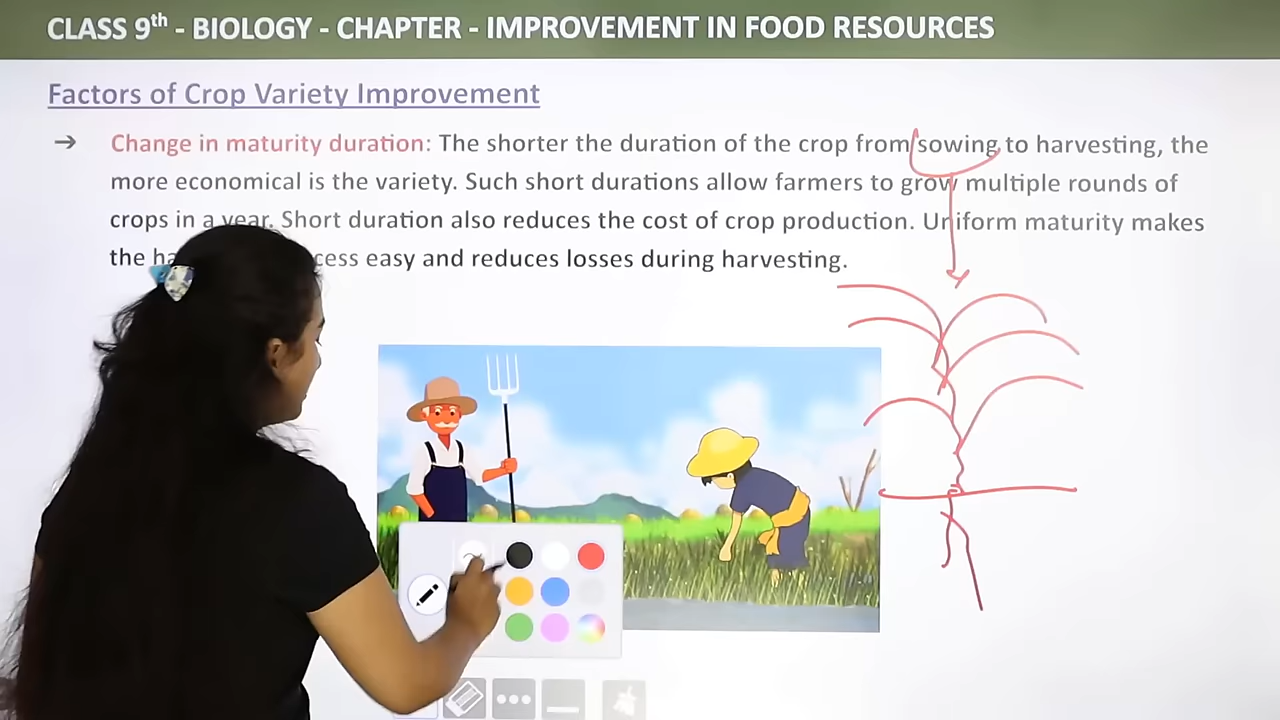 CLASS 9th - BIOLOGY - CHAPTER - IMPROVEMENT IN FOOD RESOURCES
Factors of Crop Variety Improvement
➔ Change in maturity duration: The shorter the duration of the crop from sowing to harvesting, the
more economical is the variety. Such short durations allow farmers to grow multiple rounds of
crops in a year. Short duration also reduces the cost of crop production. Uniform maturity makes
the easy and reduces losses during harvesting.